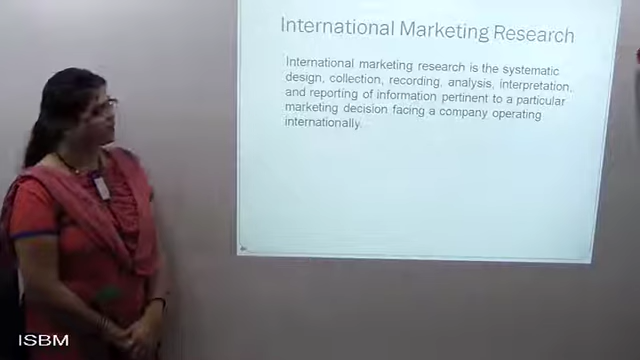 International Marketing Research
International marketing research is the systematic
design, collection, recording, analysis, interpretation,
and reporting of information pertinent to a particular
marketing decision facing a company operating
internationally.
ISBM